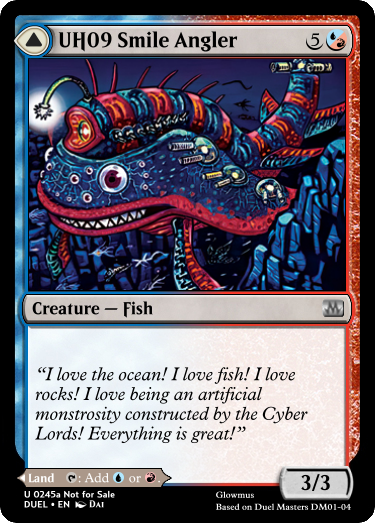 UH09 Smile Angler 5
Creature — Fish
“I love the ocean! I love fish! I love
rocks! I love being an artificial
monstrosity constructed by the Cyber
Lords! Everything is great!”
Land : Add or .
3/3
U 0245a Not for Sale
DUEL • EN DAI
Glowmus
Based on Duel Masters DM01-04